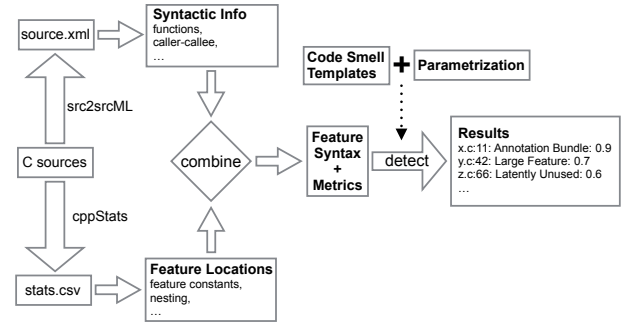 Syntactic Info
functions,
caller-callee,
…
source.xml
src2srcML
C sources
cppStats
stats.csv
Feature Locations
feature constants,
nesting,
…
combine
Feature
Syntax
+
Metrics
Code Smell
Templates
+
Parametrization
detect
Results
x.c:11: Annotation Bundle: 0.9
y.c:42: Large Feature: 0.7
z.c:66: Latently Unused: 0.6
…